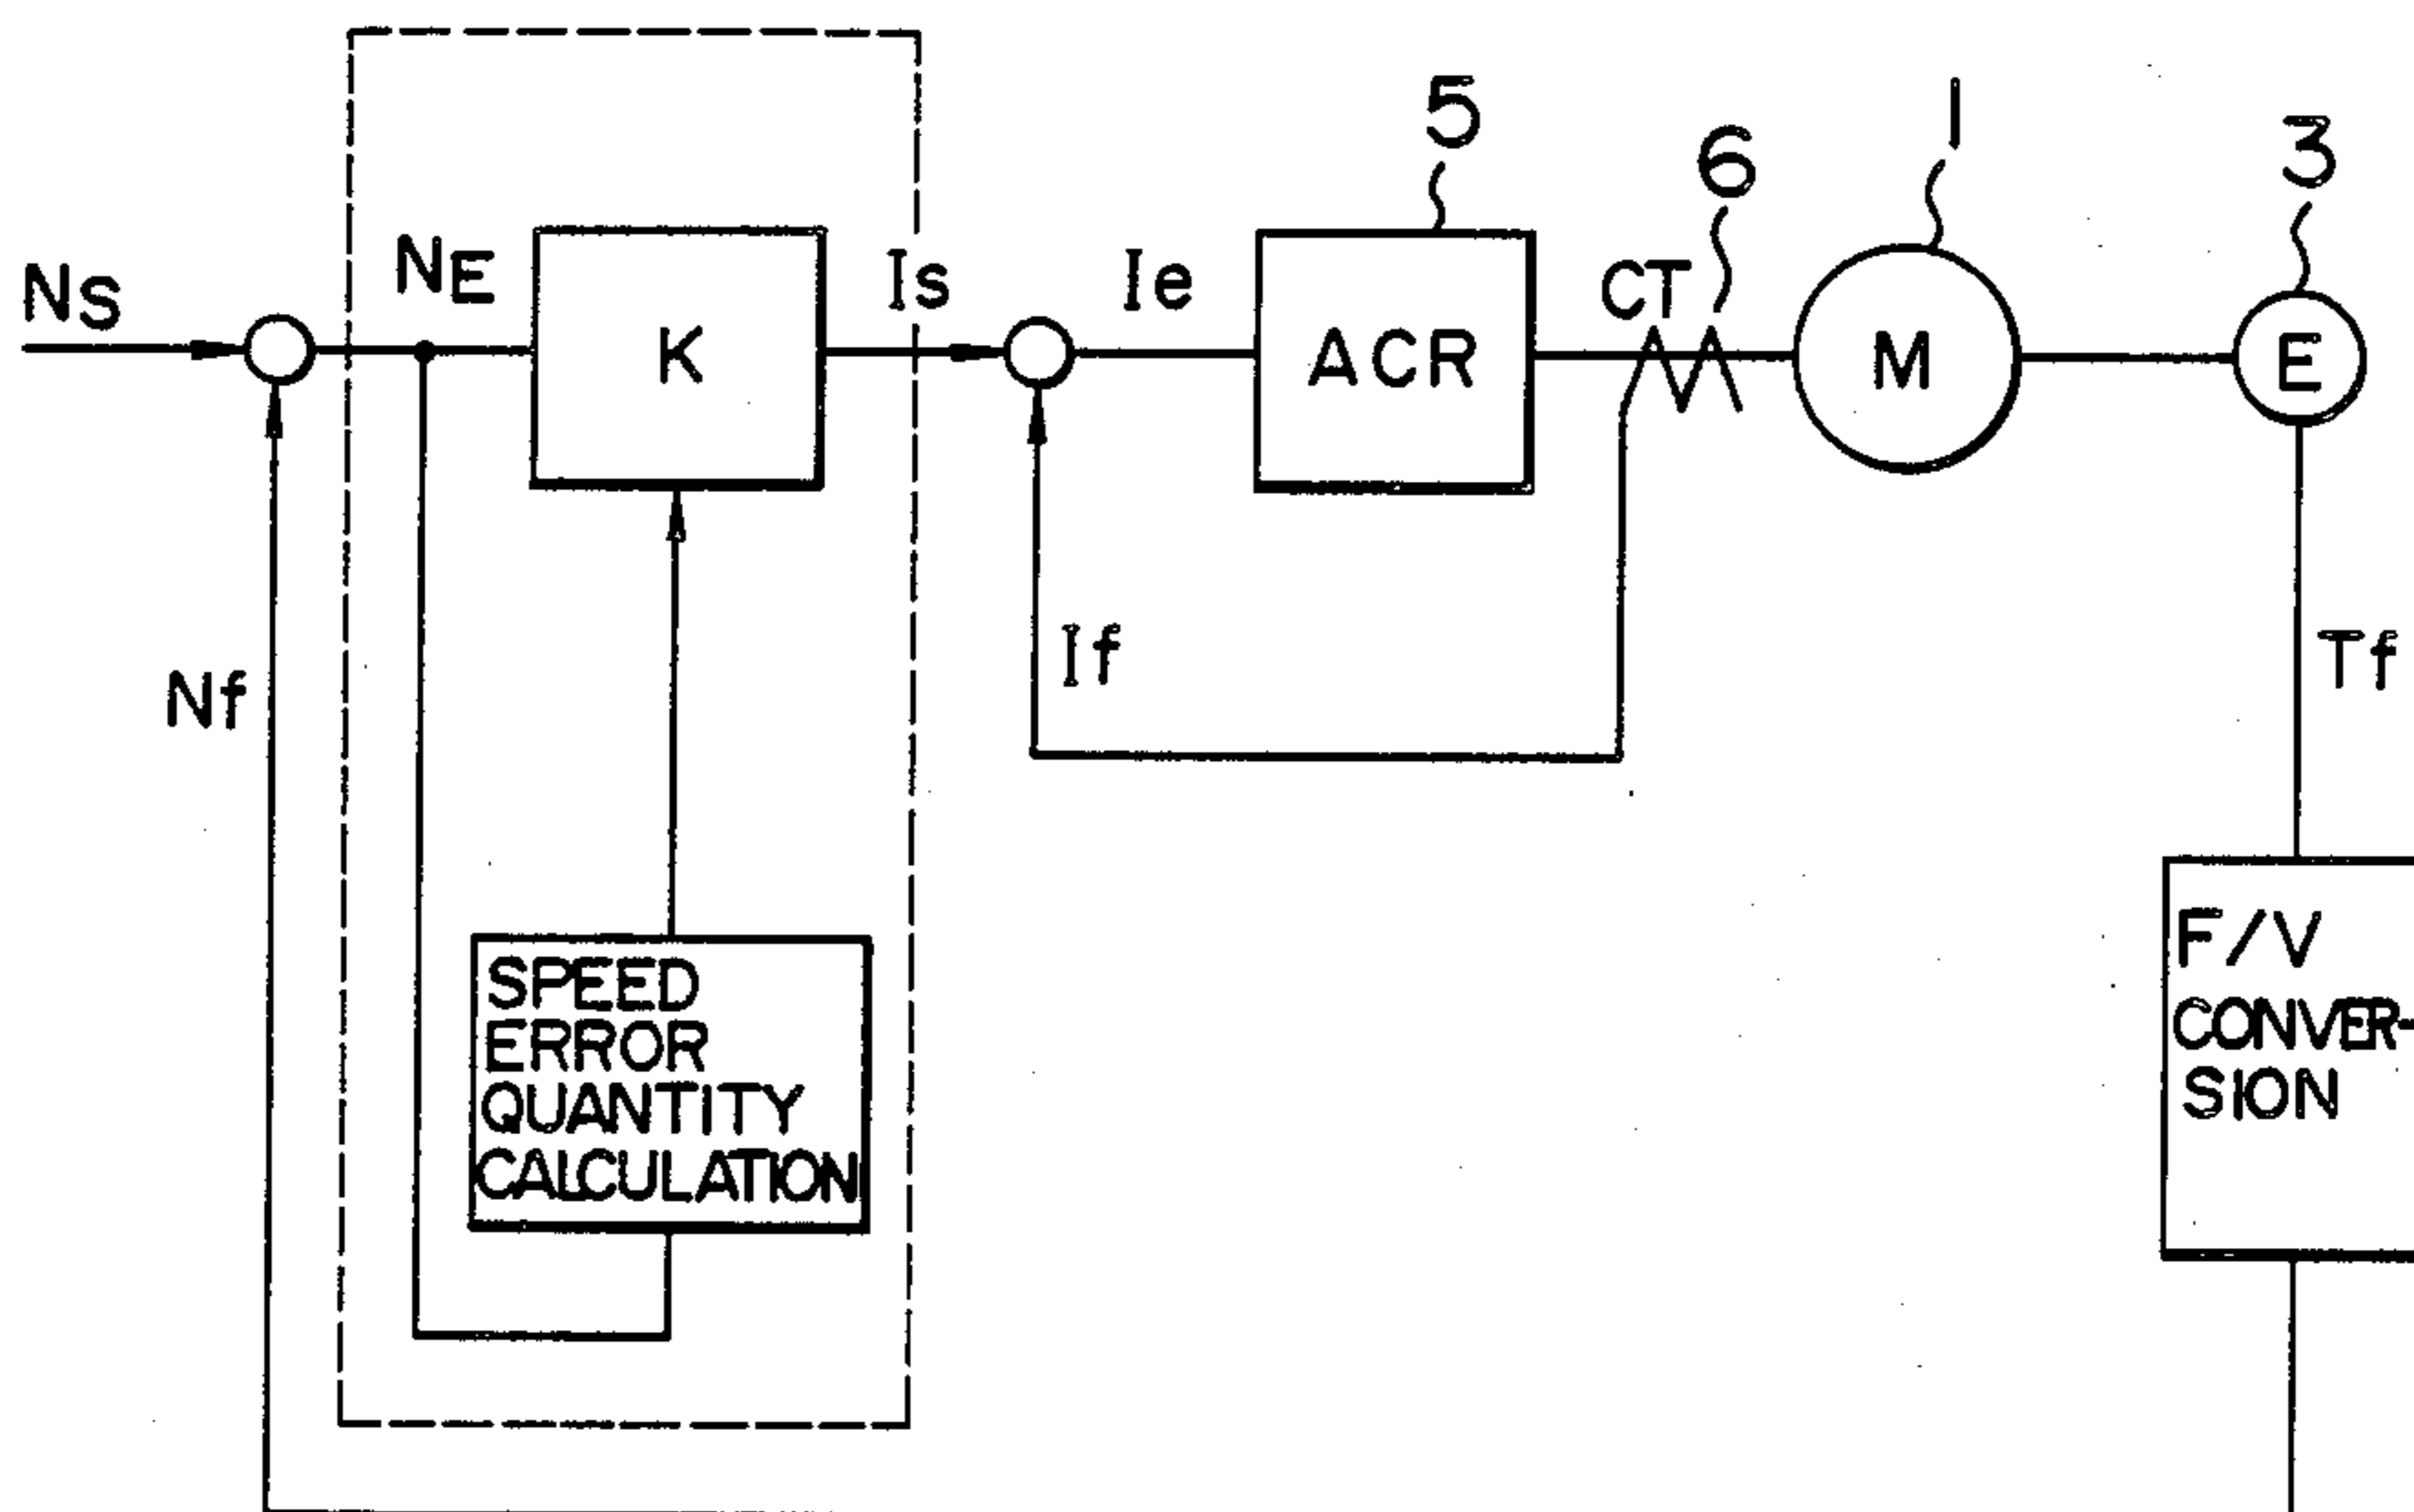 5
1
6
3
NS
NE
K
Is
Ie
ACR
CT
M
E
Nf
If
Tf
SPEED
ERROR
QUANTITY
CALCULATION
F/V
CONVER-
SION